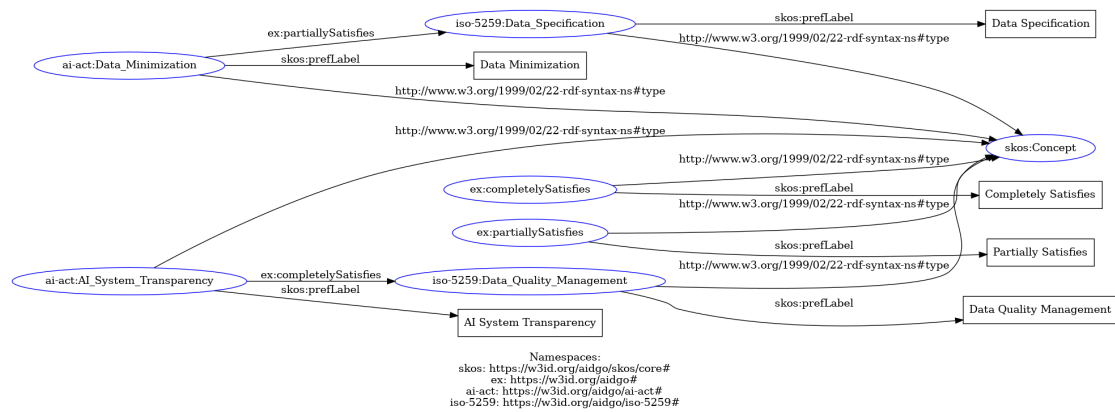 iso-5259:Data_Specification
skos:prefLabel
Data Specification
ex:partiallySatisfies
http://www.w3.org/1999/02/22-rdf-syntax-ns#type
ai-act:Data_Minimization
skos:prefLabel
Data Minimization
http://www.w3.org/1999/02/22-rdf-syntax-ns#type
http://www.w3.org/1999/02/22-rdf-syntax-ns#type
skos:Concept
http://www.w3.org/1999/02/22-rdf-syntax-ns#type
ex:completelySatisfies
skos:prefLabel
Completely Satisfies
http://www.w3.org/1999/02/22-rdf-syntax-ns#type
ex:partiallySatisfies
skos:prefLabel
Partially Satisfies
http://www.w3.org/1999/02/22-rdf-syntax-ns#type
ai-act:AI_System_Transparency
ex:completelySatisfies
iso-5259:Data_Quality_Management
skos:prefLabel
skos:prefLabel
Data Quality Management
AI System Transparency
Namespaces:
skos: https://w3id.org/aidgo/skos/core#
ex: https://w3id.org/aidgo#
ai-act: https://w3id.org/aidgo/ai-act#
iso-5259: https://w3id.org/aidgo/iso-5259#